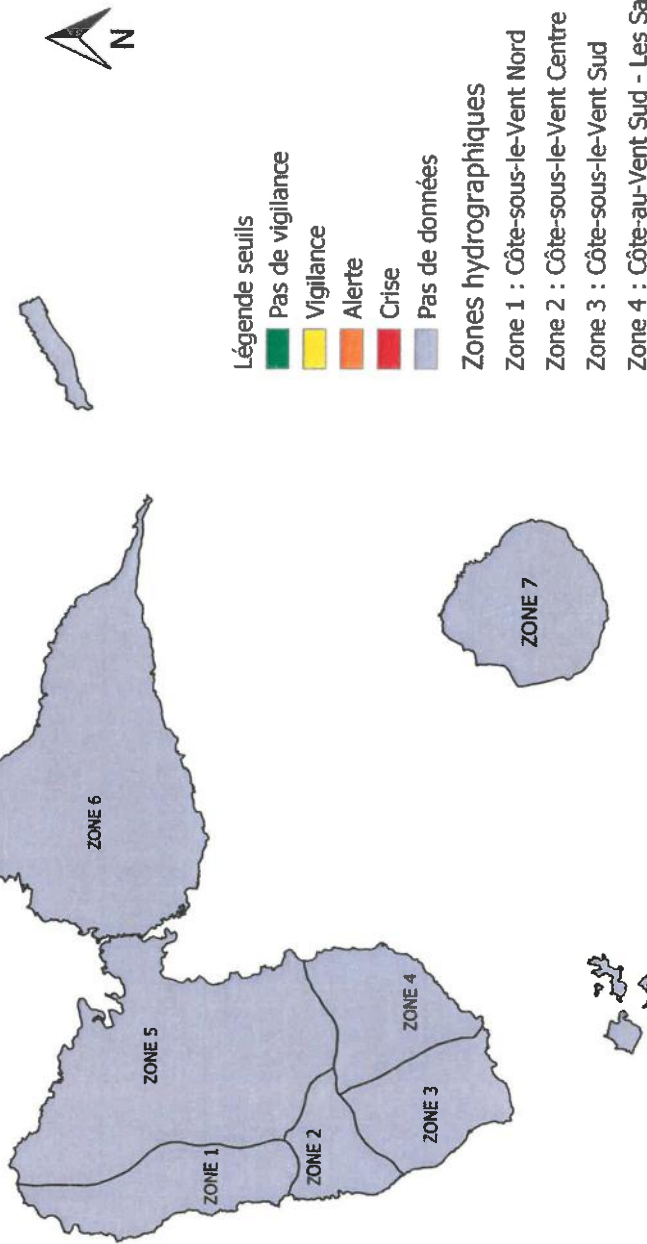 N
Légende seuils
Pas de vigilance
Vigilance
Alerte
Crise
Pas de données
Zones hydrographiques
Zone 1 : Côte-sous-le-Vent Nord
Zone 2 : Côte-sous-le-Vent Centre
Zone 3 : Côte-sous-le-Vent Sud
Zone 4 : Côte-au-Vent Sud - Les Sa
ZONE 6
ZONE 5
ZONE 1
ZONE 2
ZONE 4
ZONE 3
ZONE 7